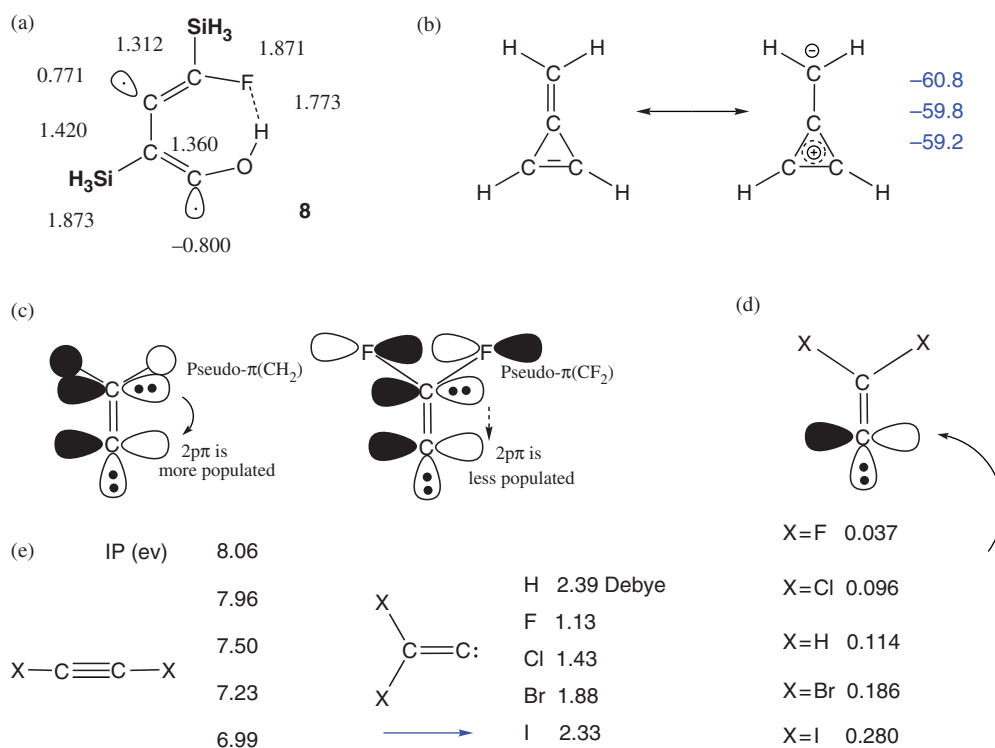 (a)
SiH₃
1.312
1.871
0.771
C
F
1.773
C
H
1.420
C
1.360
O
H₃Si
C
1.873
8
−0.800
(b)
H H
C
C
C C
H H
H ⊖ H
C
C
⊕
C C
H H
−60.8
−59.8
−59.2
(c)
Pseudo-π(CH₂)
C
C
2pπ is
more populated
F F
Pseudo-π(CF₂)
C
C
2pπ is
less populated
(d)
X X
C
C
X=F 0.037
X=Cl 0.096
X=H 0.114
X=Br 0.186
X=I 0.280
(e)
IP (ev) 8.06
7.96
7.50
7.23
6.99
X—C≡C—X
X
C=C:
X
H 2.39 Debye
F 1.13
Cl 1.43
Br 1.88
I 2.33